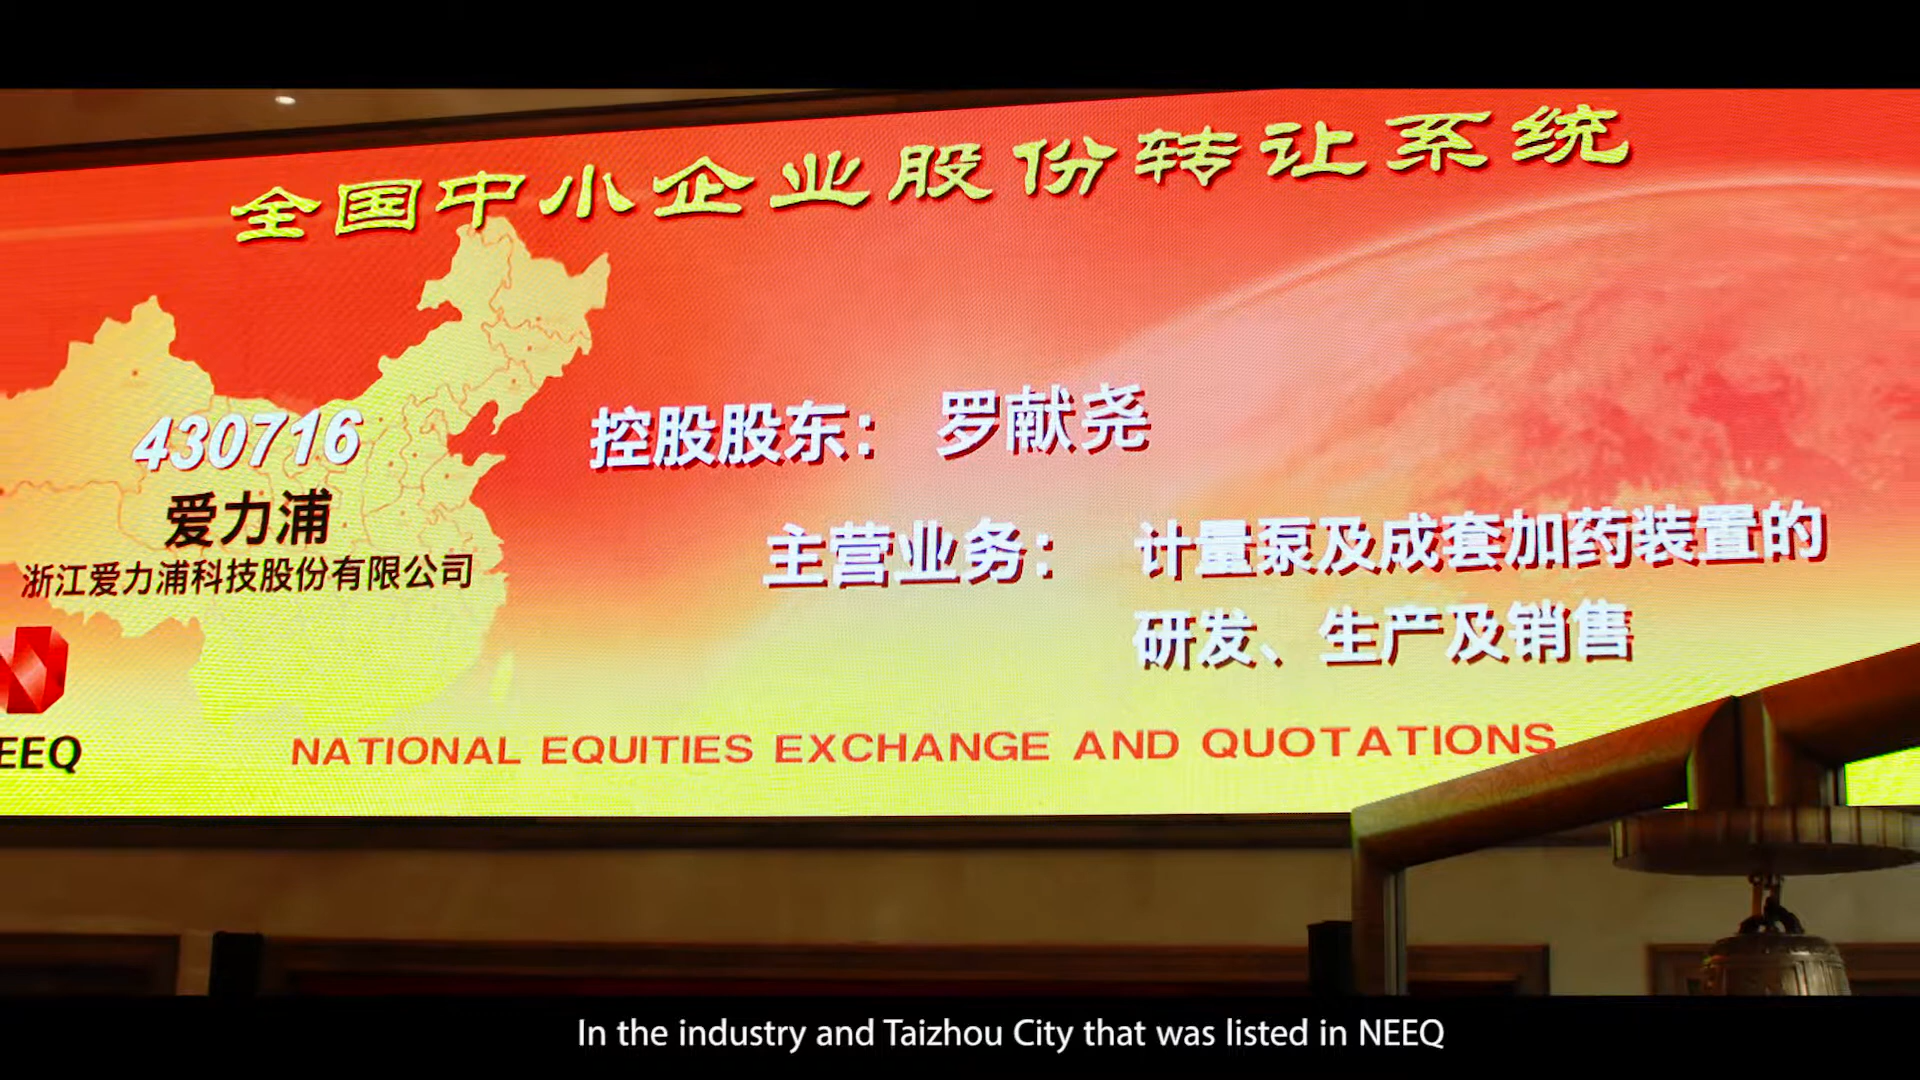 全国中小企业股份转让系统
430716
爱力浦
浙江爱力浦科技股份有限公司
控股股东： 罗献尧
主营业务： 计量泵及成套加药装置的
研发、生产及销售
EEQ
NATIONAL EQUITIES EXCHANGE AND QUOTATIONS
In the industry and Taizhou City that was listed in NEEQ